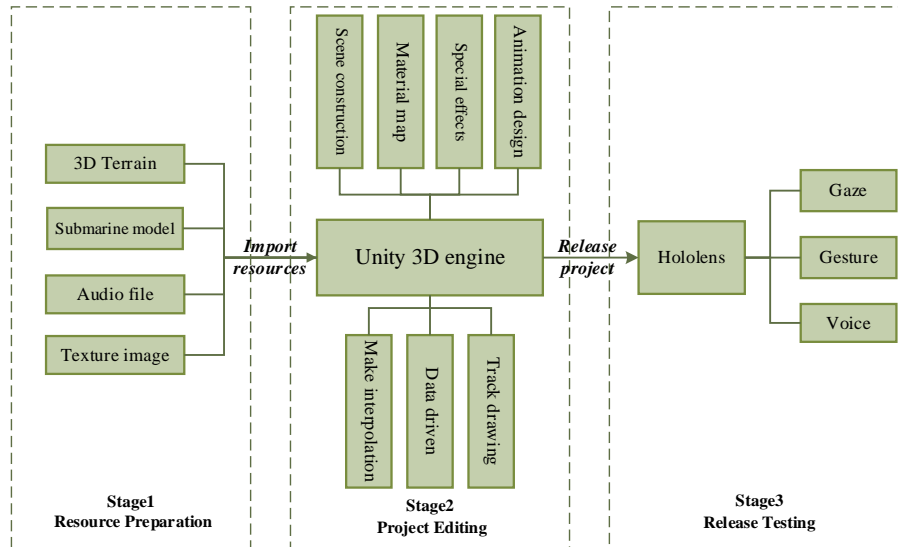 3D Terrain
Submarine model
Audio file
Texture image
Import
resources
Stage1
Resource Preparation
Scene construction
Material map
Special effects
Animation design
Unity 3D engine
Make interpolation
Data driven
Track drawing
Stage2
Project Editing
Release
project
Hololens
Gaze
Gesture
Voice
Stage3
Release Testing